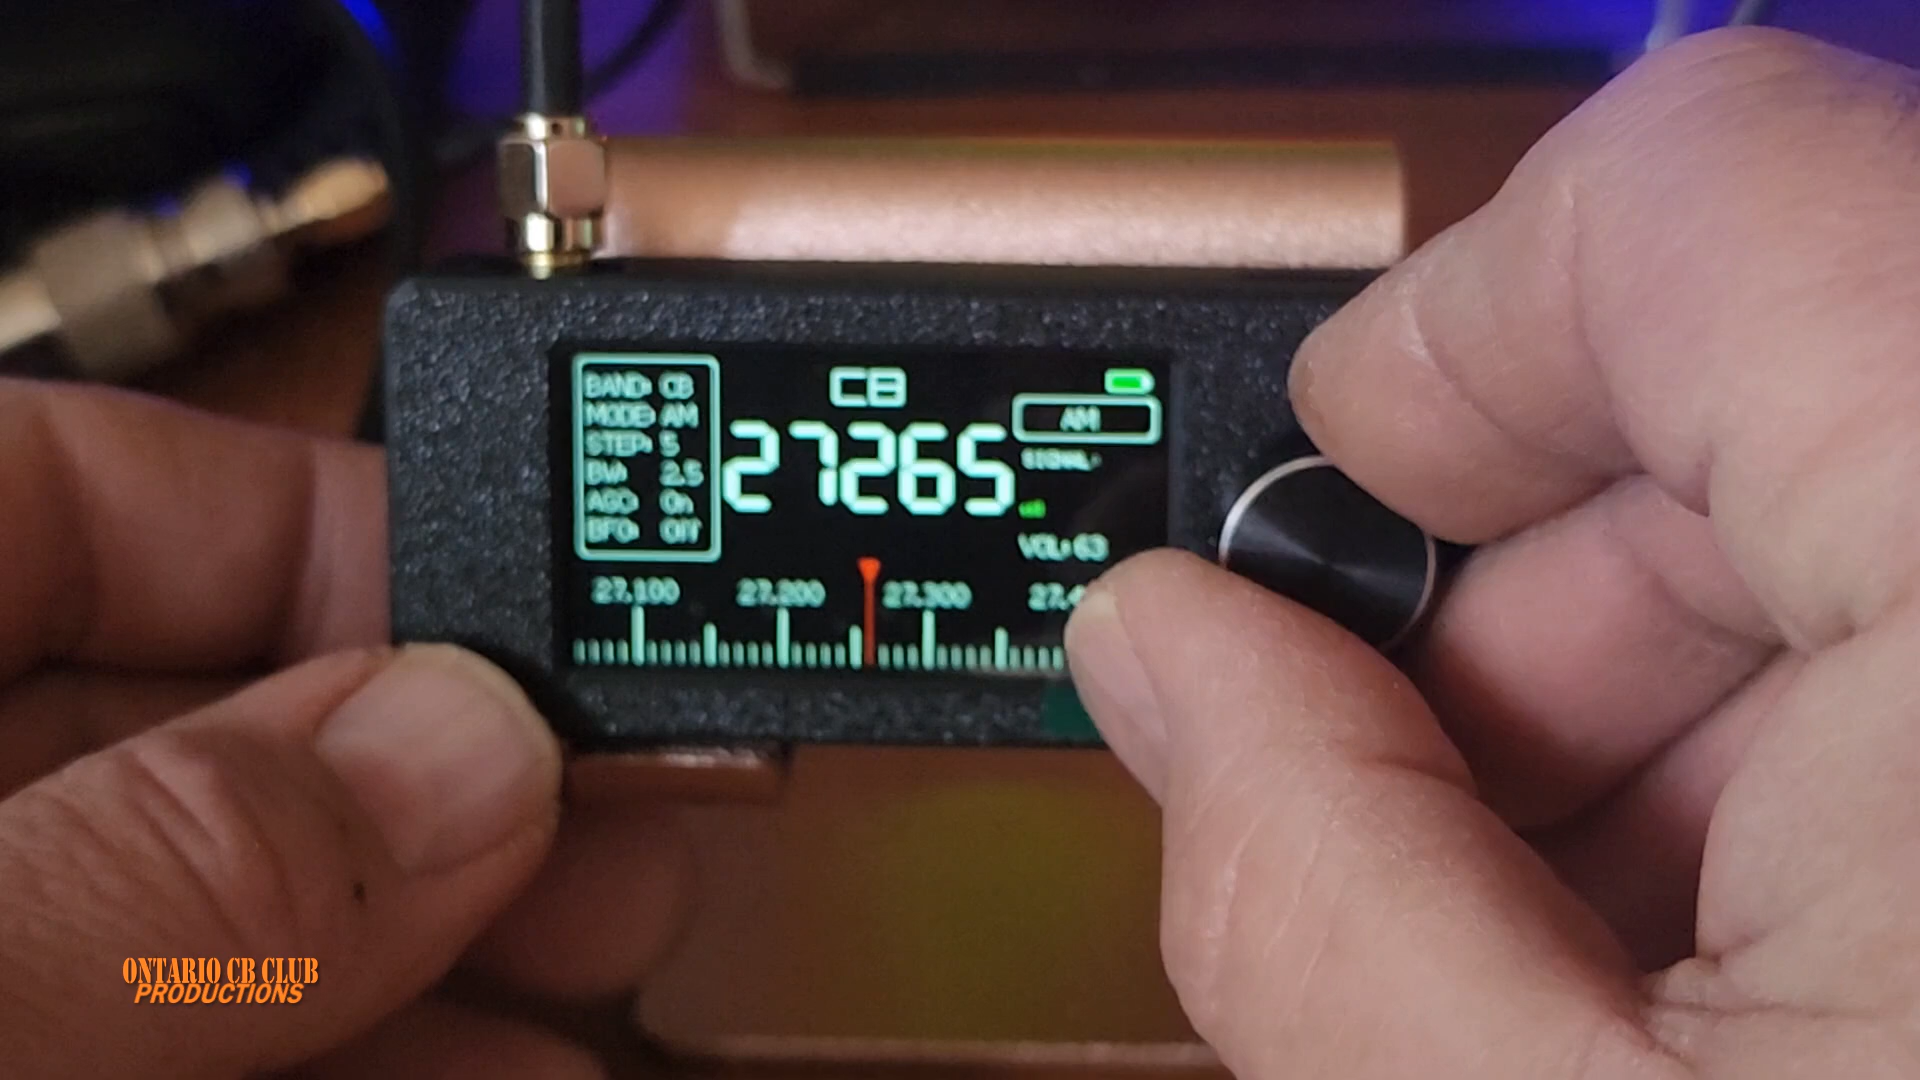 BAND: CB
MODE: AM
STEP: 5
BW: 2.5
AGC: On
BFO: Off
CB
27265
AM
SIGNAL:
VOL: 63
27.100 27.200 27.300 27.4
ONTARIO CB CLUB
PRODUCTIONS